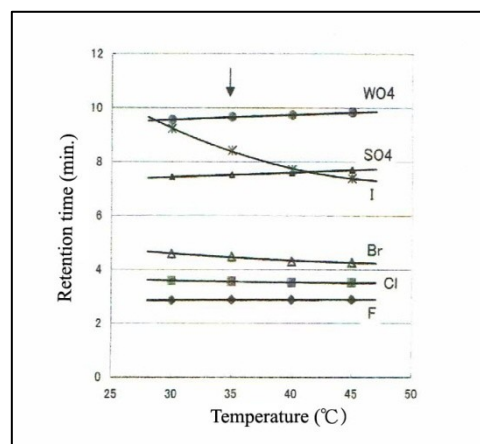 12
10
8
6
4
2
0
Retention time (min.)
WO4
SO4
I
Br
Cl
F
25 30 35 40 45 50
Temperature (℃)